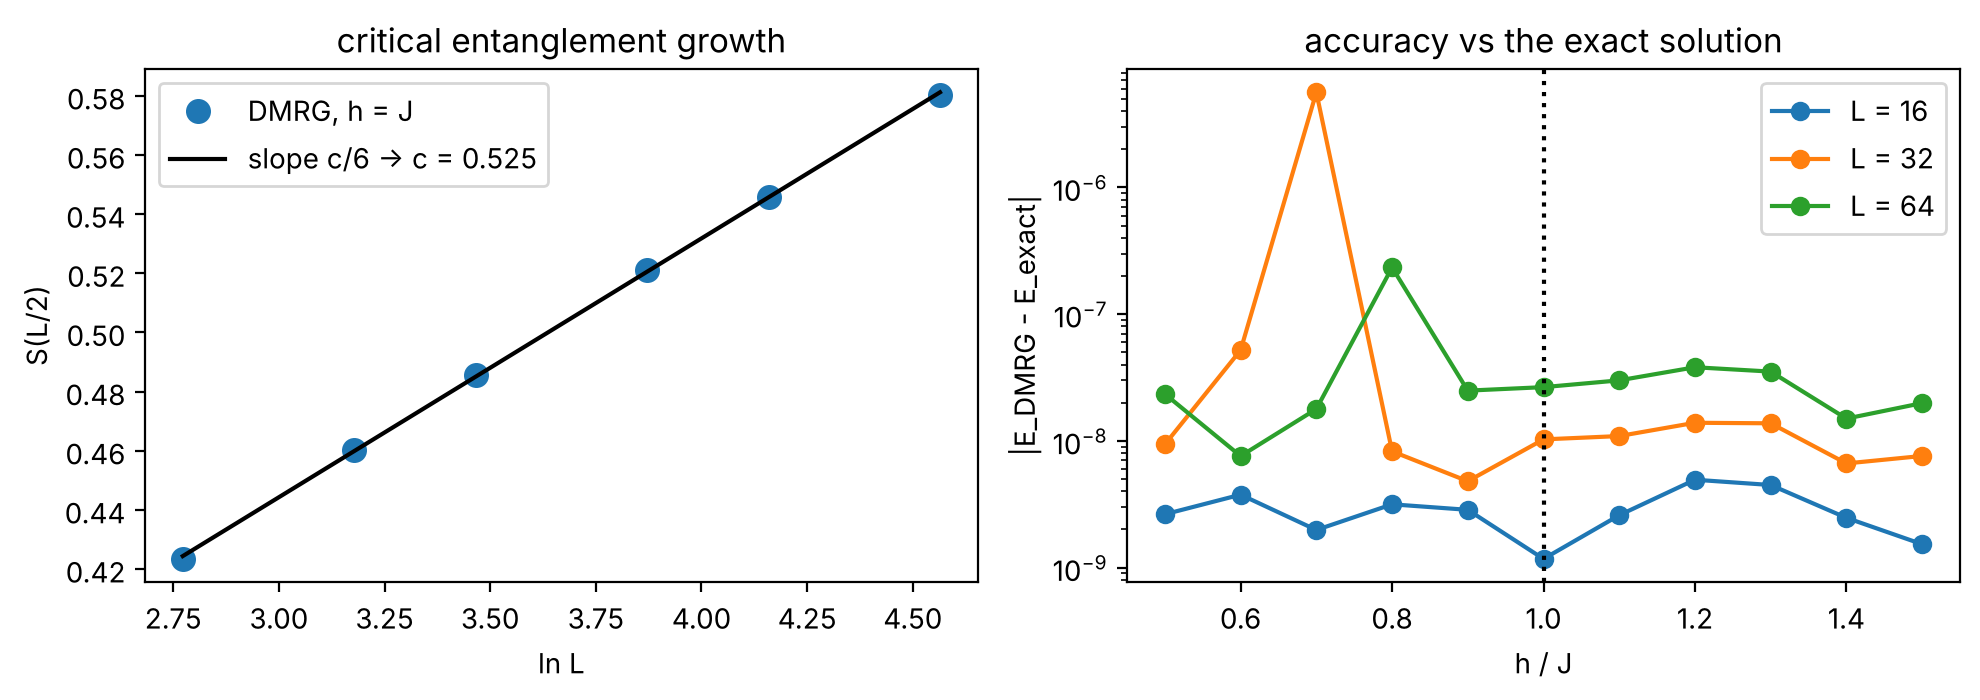 critical entanglement growth
DMRG, h = J
slope c/6 → c = 0.525
S(L/2)
0.58
0.56
0.54
0.52
0.50
0.48
0.46
0.44
0.42
2.75 3.00 3.25 3.50 3.75 4.00 4.25 4.50
ln L
accuracy vs the exact solution
L = 16
L = 32
L = 64
|E_DMRG - E_exact|
10⁻⁶
10⁻⁷
10⁻⁸
10⁻⁹
0.6 0.8 1.0 1.2 1.4
h / J